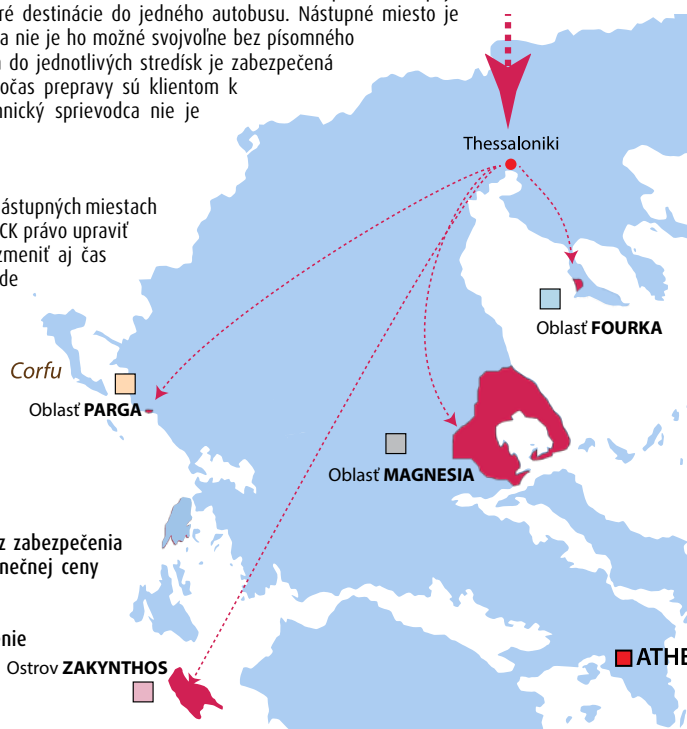 ré destinácie do jedného autobusu. Nástupné miesto je
a nie je ho možné svojvoľne bez písomného
do jednotlivých stredísk je zabezpečená
očas prepravy sú klientom k
nický sprievodca nie je
Thessaloniki
ástupných miestach
CK právo upraviť
zmeniť aj čas
de
Oblasť FOURKA
Corfu
Oblasť PARGA
Oblasť MAGNESIA
z zabezpečenia
nečnej ceny
nie
Ostrov ZAKYNTHOS
ATHE